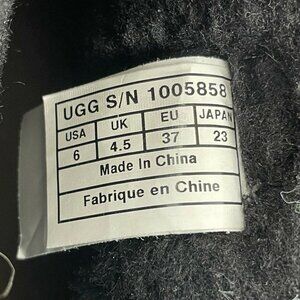 UGG S/N 1005858
USA UK EU JAPAN
6 4.5 37 23
Made In China
Fabrique en Chine